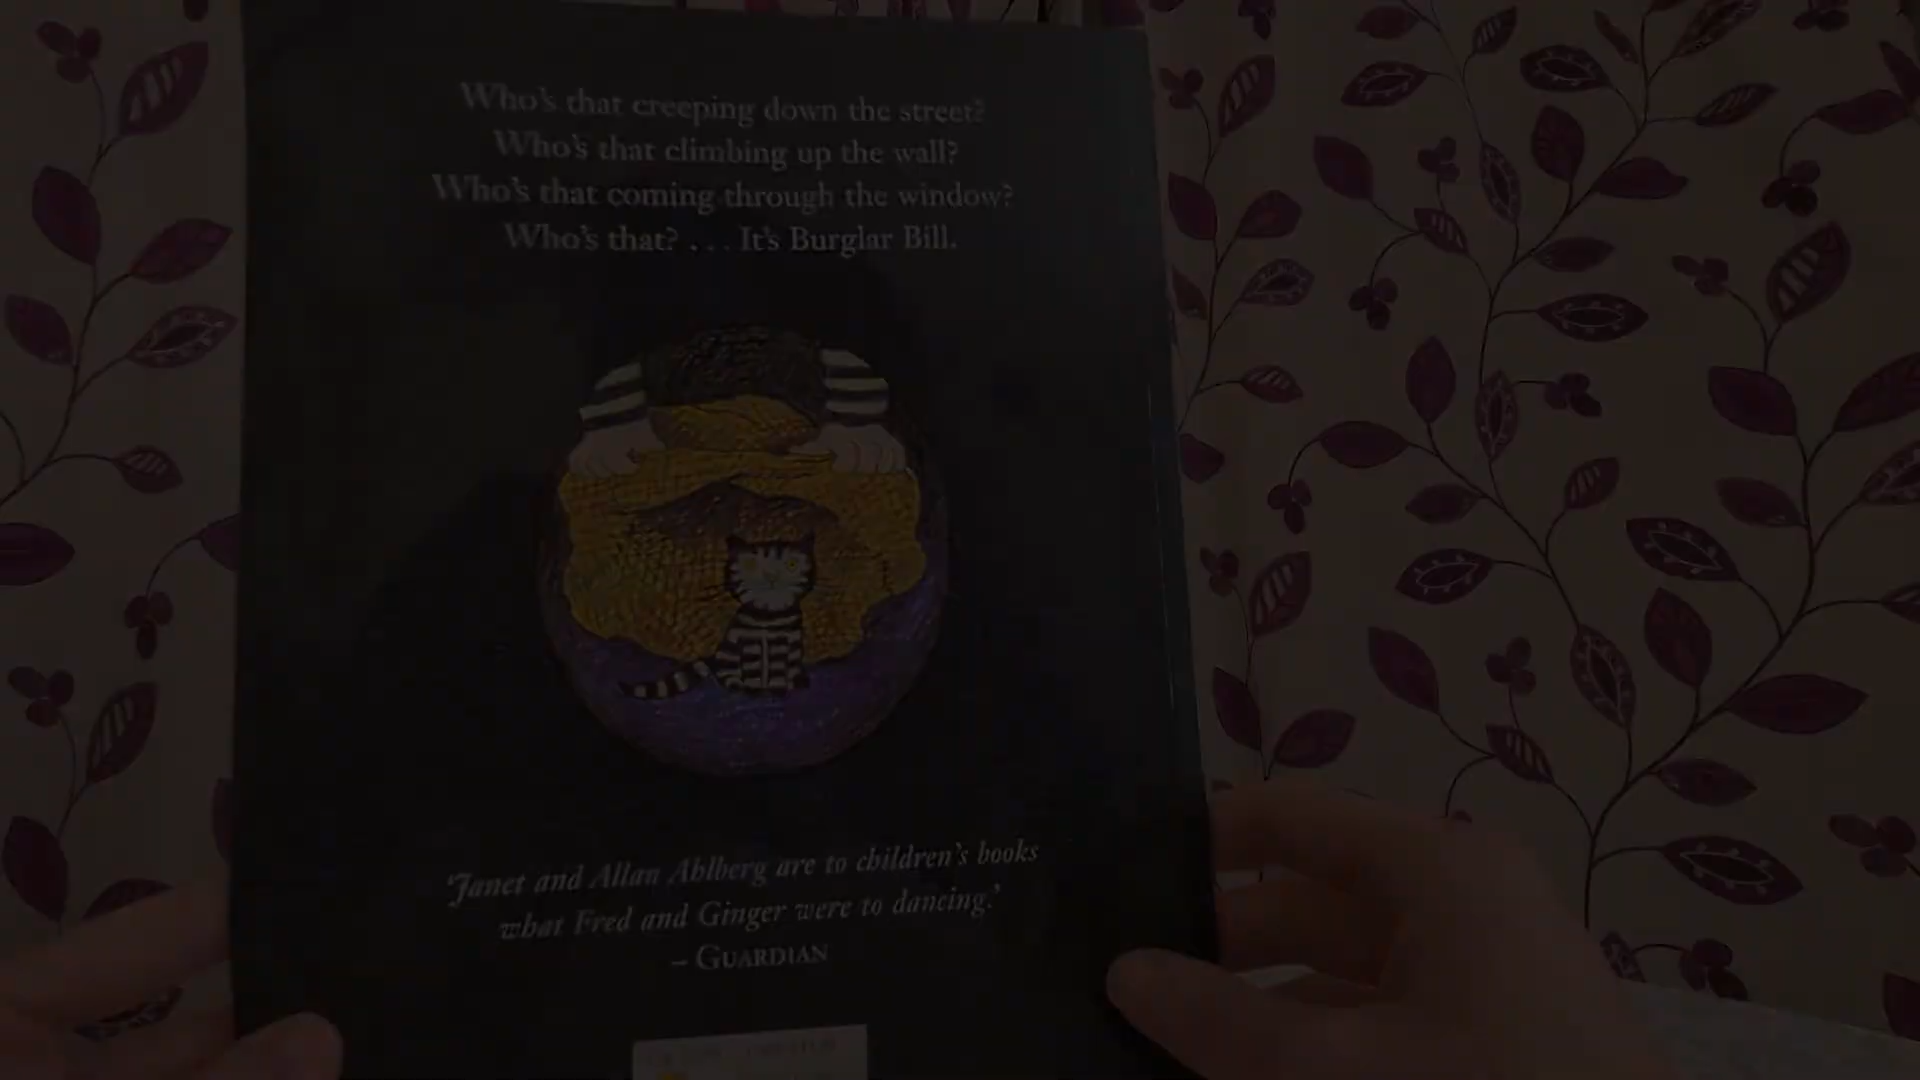 Who's that creeping down the street?
Who's that climbing up the wall?
Who's that coming through the window?
Who's that? . . . It's Burglar Bill.
'Janet and Allan Ahlberg are to children's books
what Fred and Ginger were to dancing.'
– GUARDIAN